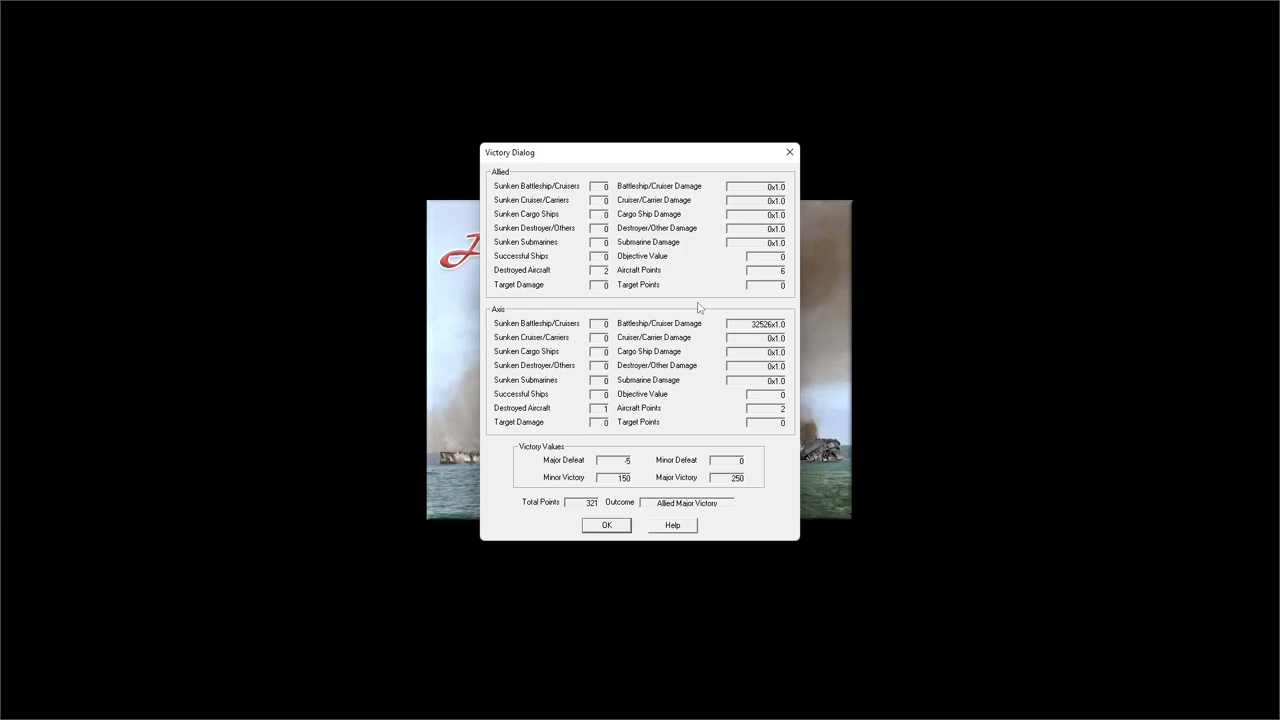 Victory Dialog
Allied
Sunken Battleship/Cruisers 0 Battleship/Cruiser Damage 0x1.0
Sunken Cruiser/Carriers 0 Cruiser/Carrier Damage 0x1.0
Sunken Cargo Ships 0 Cargo Ship Damage 0x1.0
Sunken Destroyer/Others 0 Destroyer/Other Damage 0x1.0
Sunken Submarines 0 Submarine Damage 0x1.0
Successful Ships 0 Objective Value 0
Destroyed Aircraft 2 Aircraft Points 6
Target Damage 0 Target Points 0
Axis
Sunken Battleship/Cruisers 0 Battleship/Cruiser Damage 32526x1.0
Sunken Cruiser/Carriers 0 Cruiser/Carrier Damage 0x1.0
Sunken Cargo Ships 0 Cargo Ship Damage 0x1.0
Sunken Destroyer/Others 0 Destroyer/Other Damage 0x1.0
Sunken Submarines 0 Submarine Damage 0x1.0
Successful Ships 0 Objective Value 0
Destroyed Aircraft 1 Aircraft Points 2
Target Damage 0 Target Points 0
Victory Values
Major Defeat -5 Minor Defeat 0
Minor Victory 150 Major Victory 250
Total Points 321 Outcome Allied Major Victory
OK Help